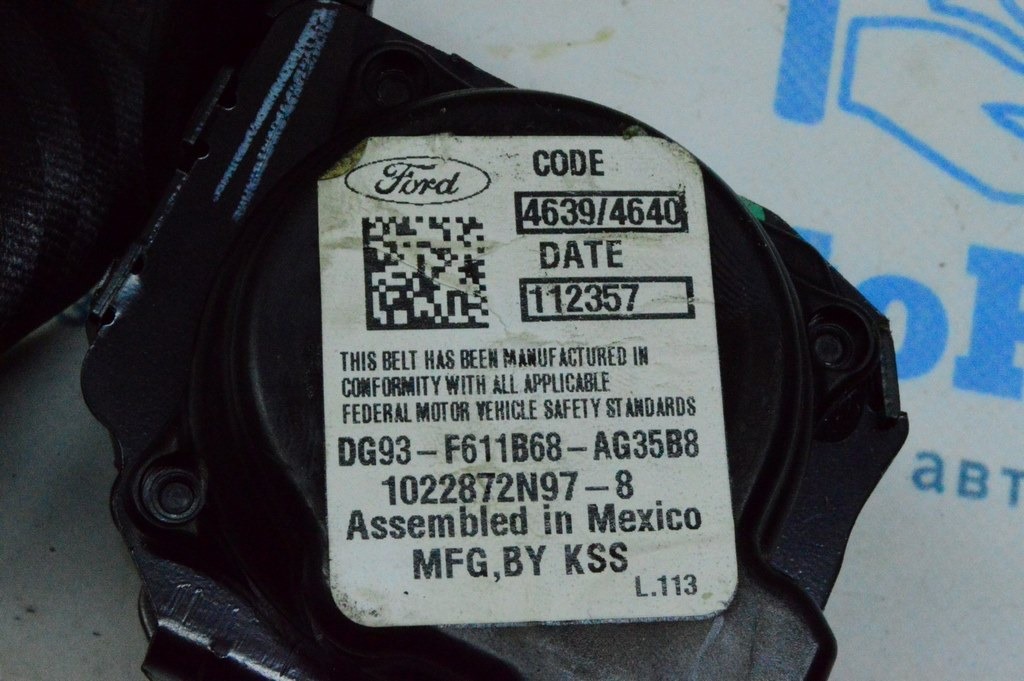 Ford
CODE
4639/4640
DATE
112357
THIS BELT HAS BEEN MANUFACTURED IN
CONFORMITY WITH ALL APPLICABLE
FEDERAL MOTOR VEHICLE SAFETY STANDARDS
DG93-F611B68-AG35B8
1022872N97-8
Assembled in Mexico
MFG,BY KSS
L.113